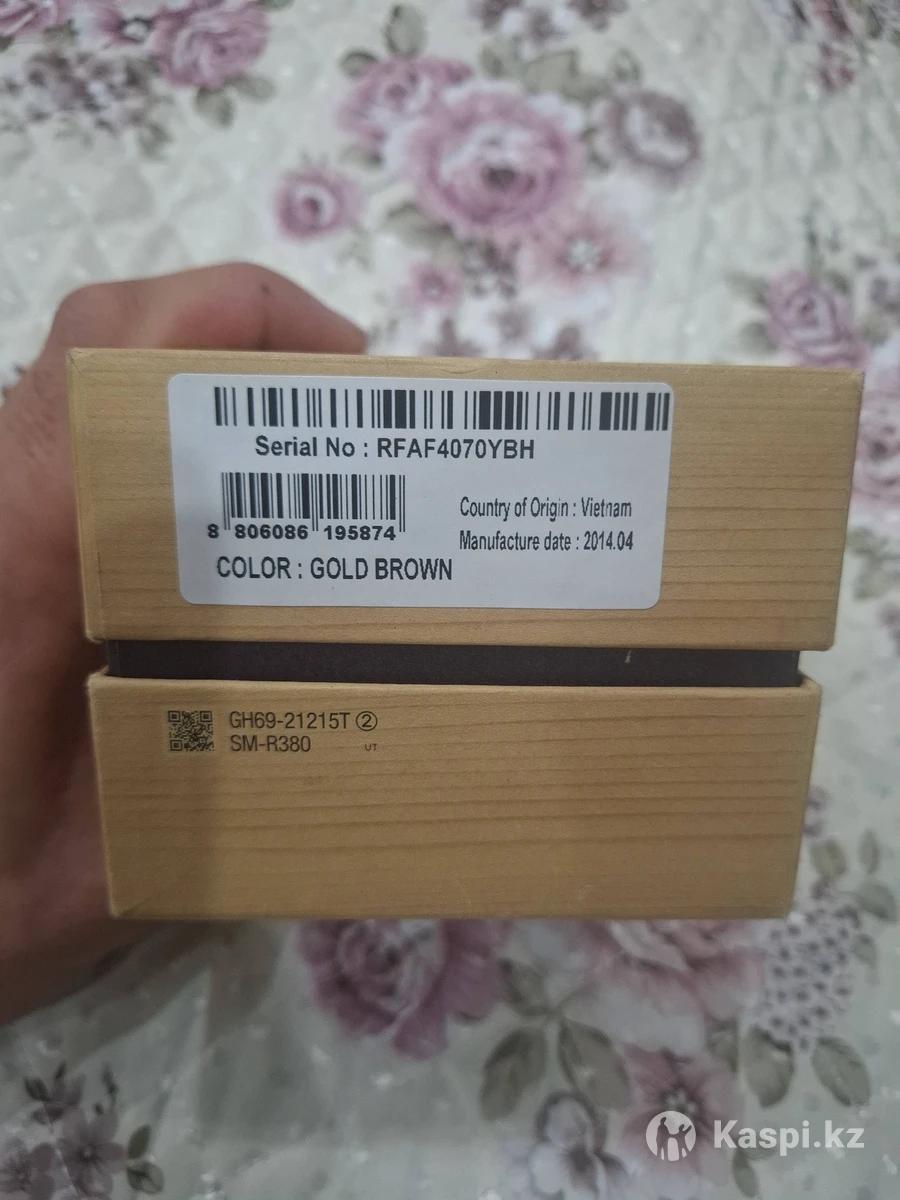 Serial No : RFAF4070YBH
8 806086 195874
Country of Origin : Vietnam
Manufacture date : 2014.04
COLOR : GOLD BROWN
GH69-21215T ②
SM-R380 UT
Kaspi.kz